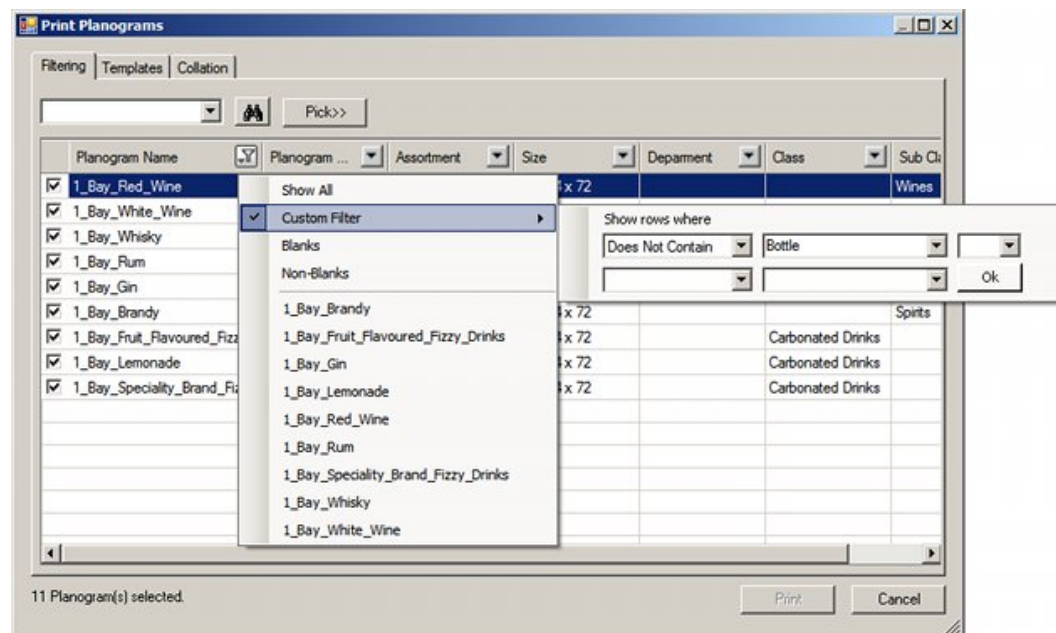 Print Planograms
Filtering Templates Collation
Pick>>
Planogram Name Planogram ... Assortment Size Deparment Class Sub Cl
1_Bay_Red_Wine x 72 Wines
1_Bay_White_Wine
1_Bay_Whisky
1_Bay_Rum
1_Bay_Gin
1_Bay_Brandy x 72 Spirits
1_Bay_Fruit_Flavoured_Fizz x 72 Carbonated Drinks
1_Bay_Lemonade x 72 Carbonated Drinks
1_Bay_Speciality_Brand_Fi x 72 Carbonated Drinks
Show All
Custom Filter
Blanks
Non-Blanks
1_Bay_Brandy
1_Bay_Fruit_Flavoured_Fizzy_Drinks
1_Bay_Gin
1_Bay_Lemonade
1_Bay_Red_Wine
1_Bay_Rum
1_Bay_Speciality_Brand_Fizzy_Drinks
1_Bay_Whisky
1_Bay_White_Wine
Show rows where
Does Not Contain Bottle
Ok
11 Planogram(s) selected.
Print Cancel